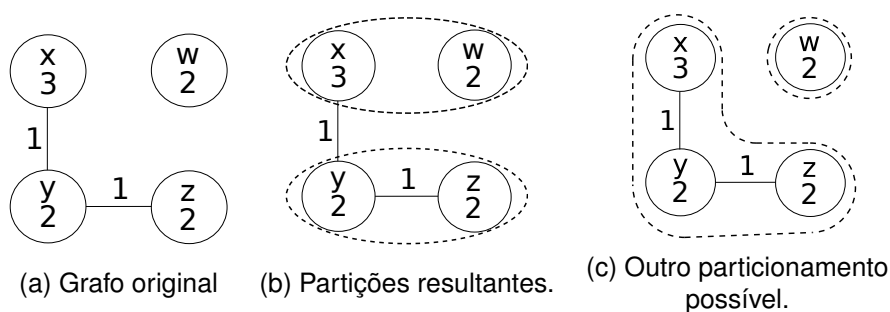 x
3
w
2
1
y
2
1
z
2
(a) Grafo original
x
3
w
2
1
y
2
1
z
2
(b) Partições resultantes.
x
3
w
2
1
y
2
1
z
2
(c) Outro particionamento
possível.